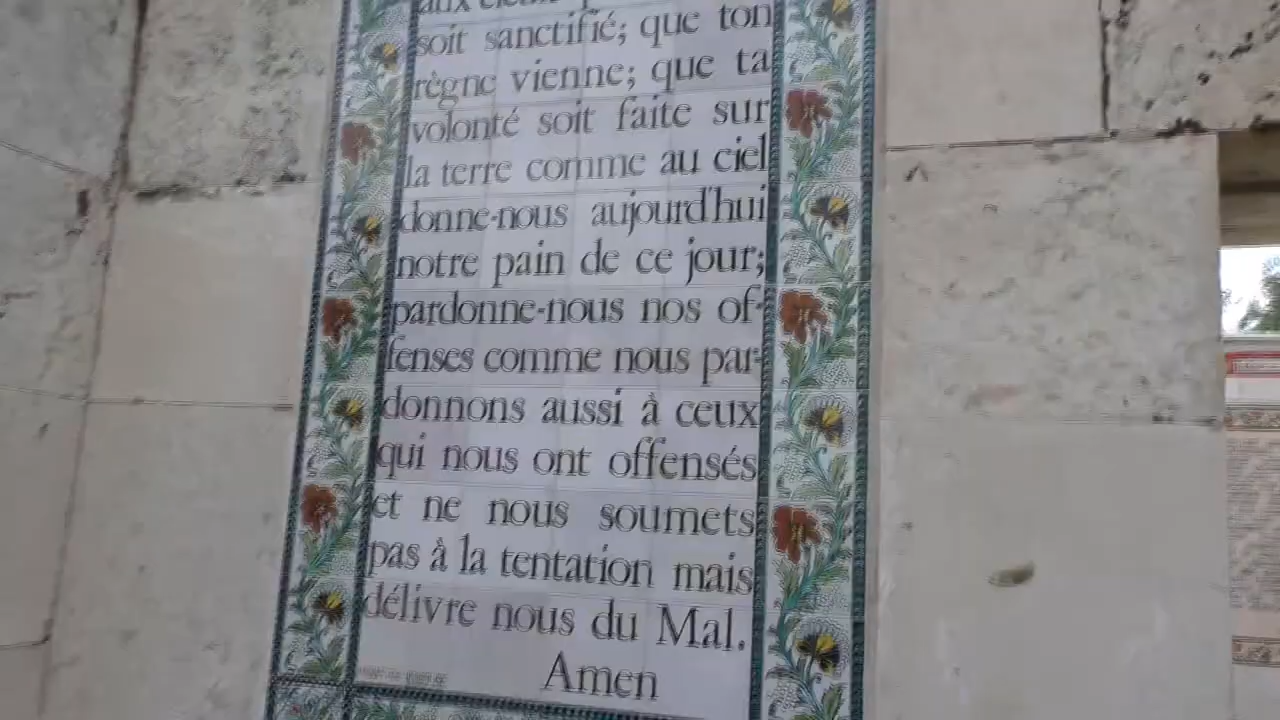 aux cieux
soit sanctifié; que ton
règne vienne; que ta
volonté soit faite sur
la terre comme au ciel
donne-nous aujourd'hui
notre pain de ce jour;
pardonne-nous nos of-
fenses comme nous par-
donnons aussi à ceux
qui nous ont offensés
et ne nous soumets
pas à la tentation mais
délivre nous du Mal.
Amen